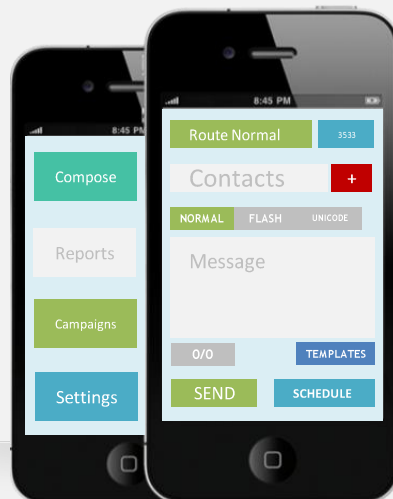 8:45 PM
Compose
Reports
Campaigns
Settings
8:45 PM
Route Normal 3533
Contacts +
NORMAL FLASH UNICODE
Message
0/0 TEMPLATES
SEND SCHEDULE